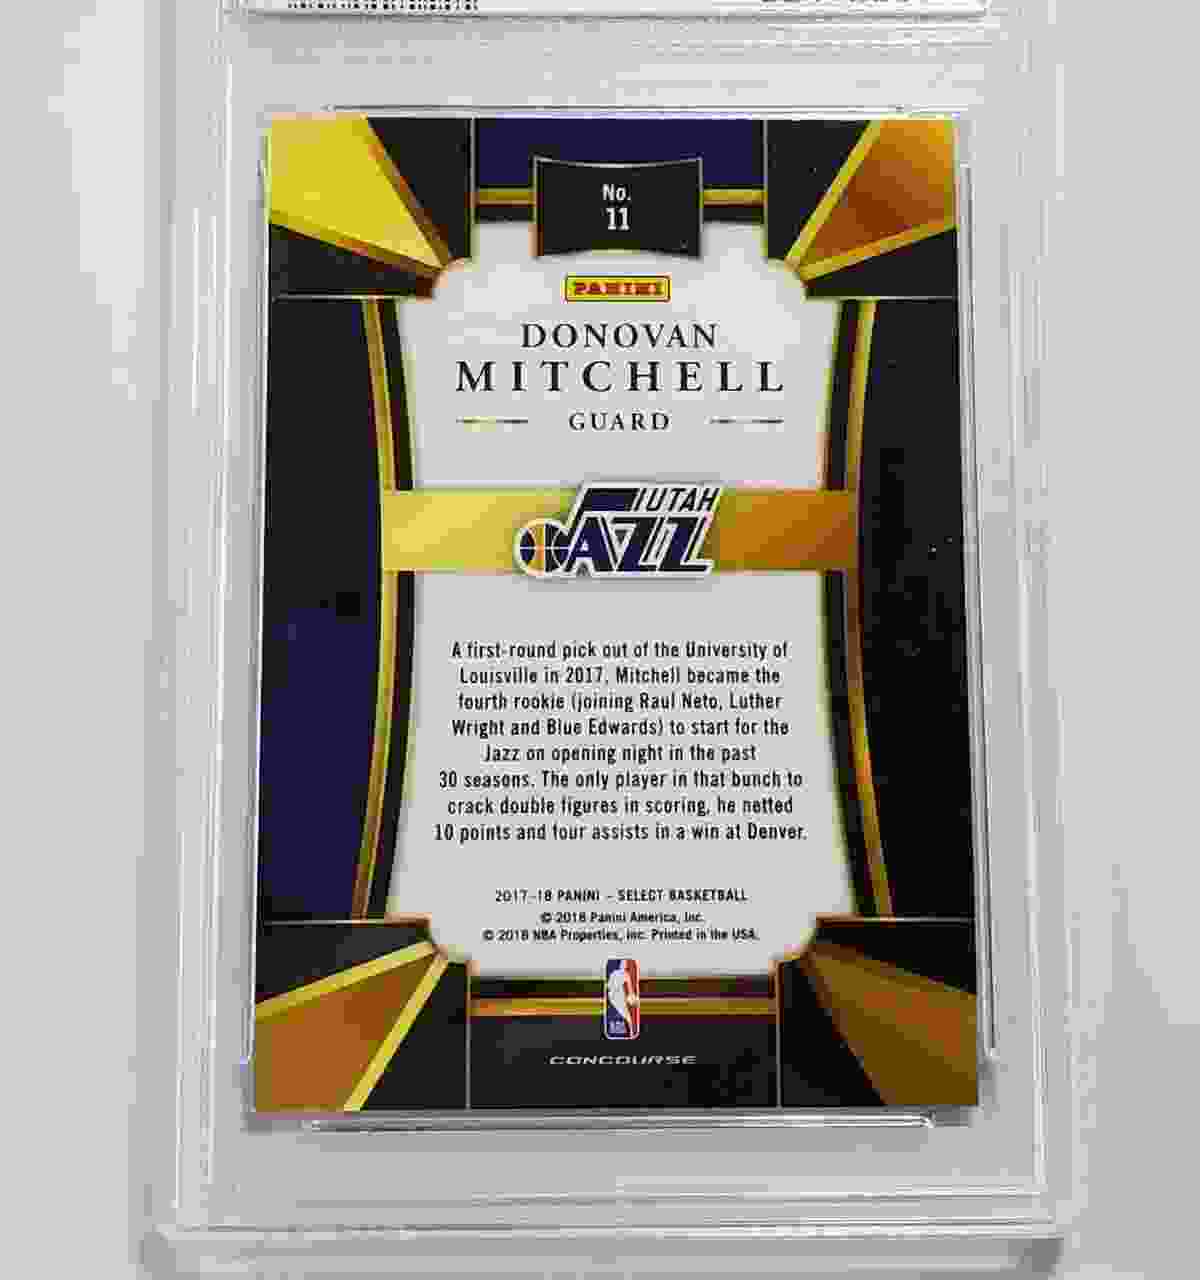 No.
11
PANINI
DONOVAN
MITCHELL
GUARD
UTAH
JAZZ
A first-round pick out of the University of
Louisville in 2017, Mitchell became the
fourth rookie (joining Raul Neto, Luther
Wright and Blue Edwards) to start for the
Jazz on opening night in the past
30 seasons. The only player in that bunch to
crack double figures in scoring, he netted
10 points and four assists in a win at Denver.
2017-18 PANINI - SELECT BASKETBALL
© 2018 Panini America, Inc.
© 2018 NBA Properties, Inc. Printed in the USA.
CONCOURSE